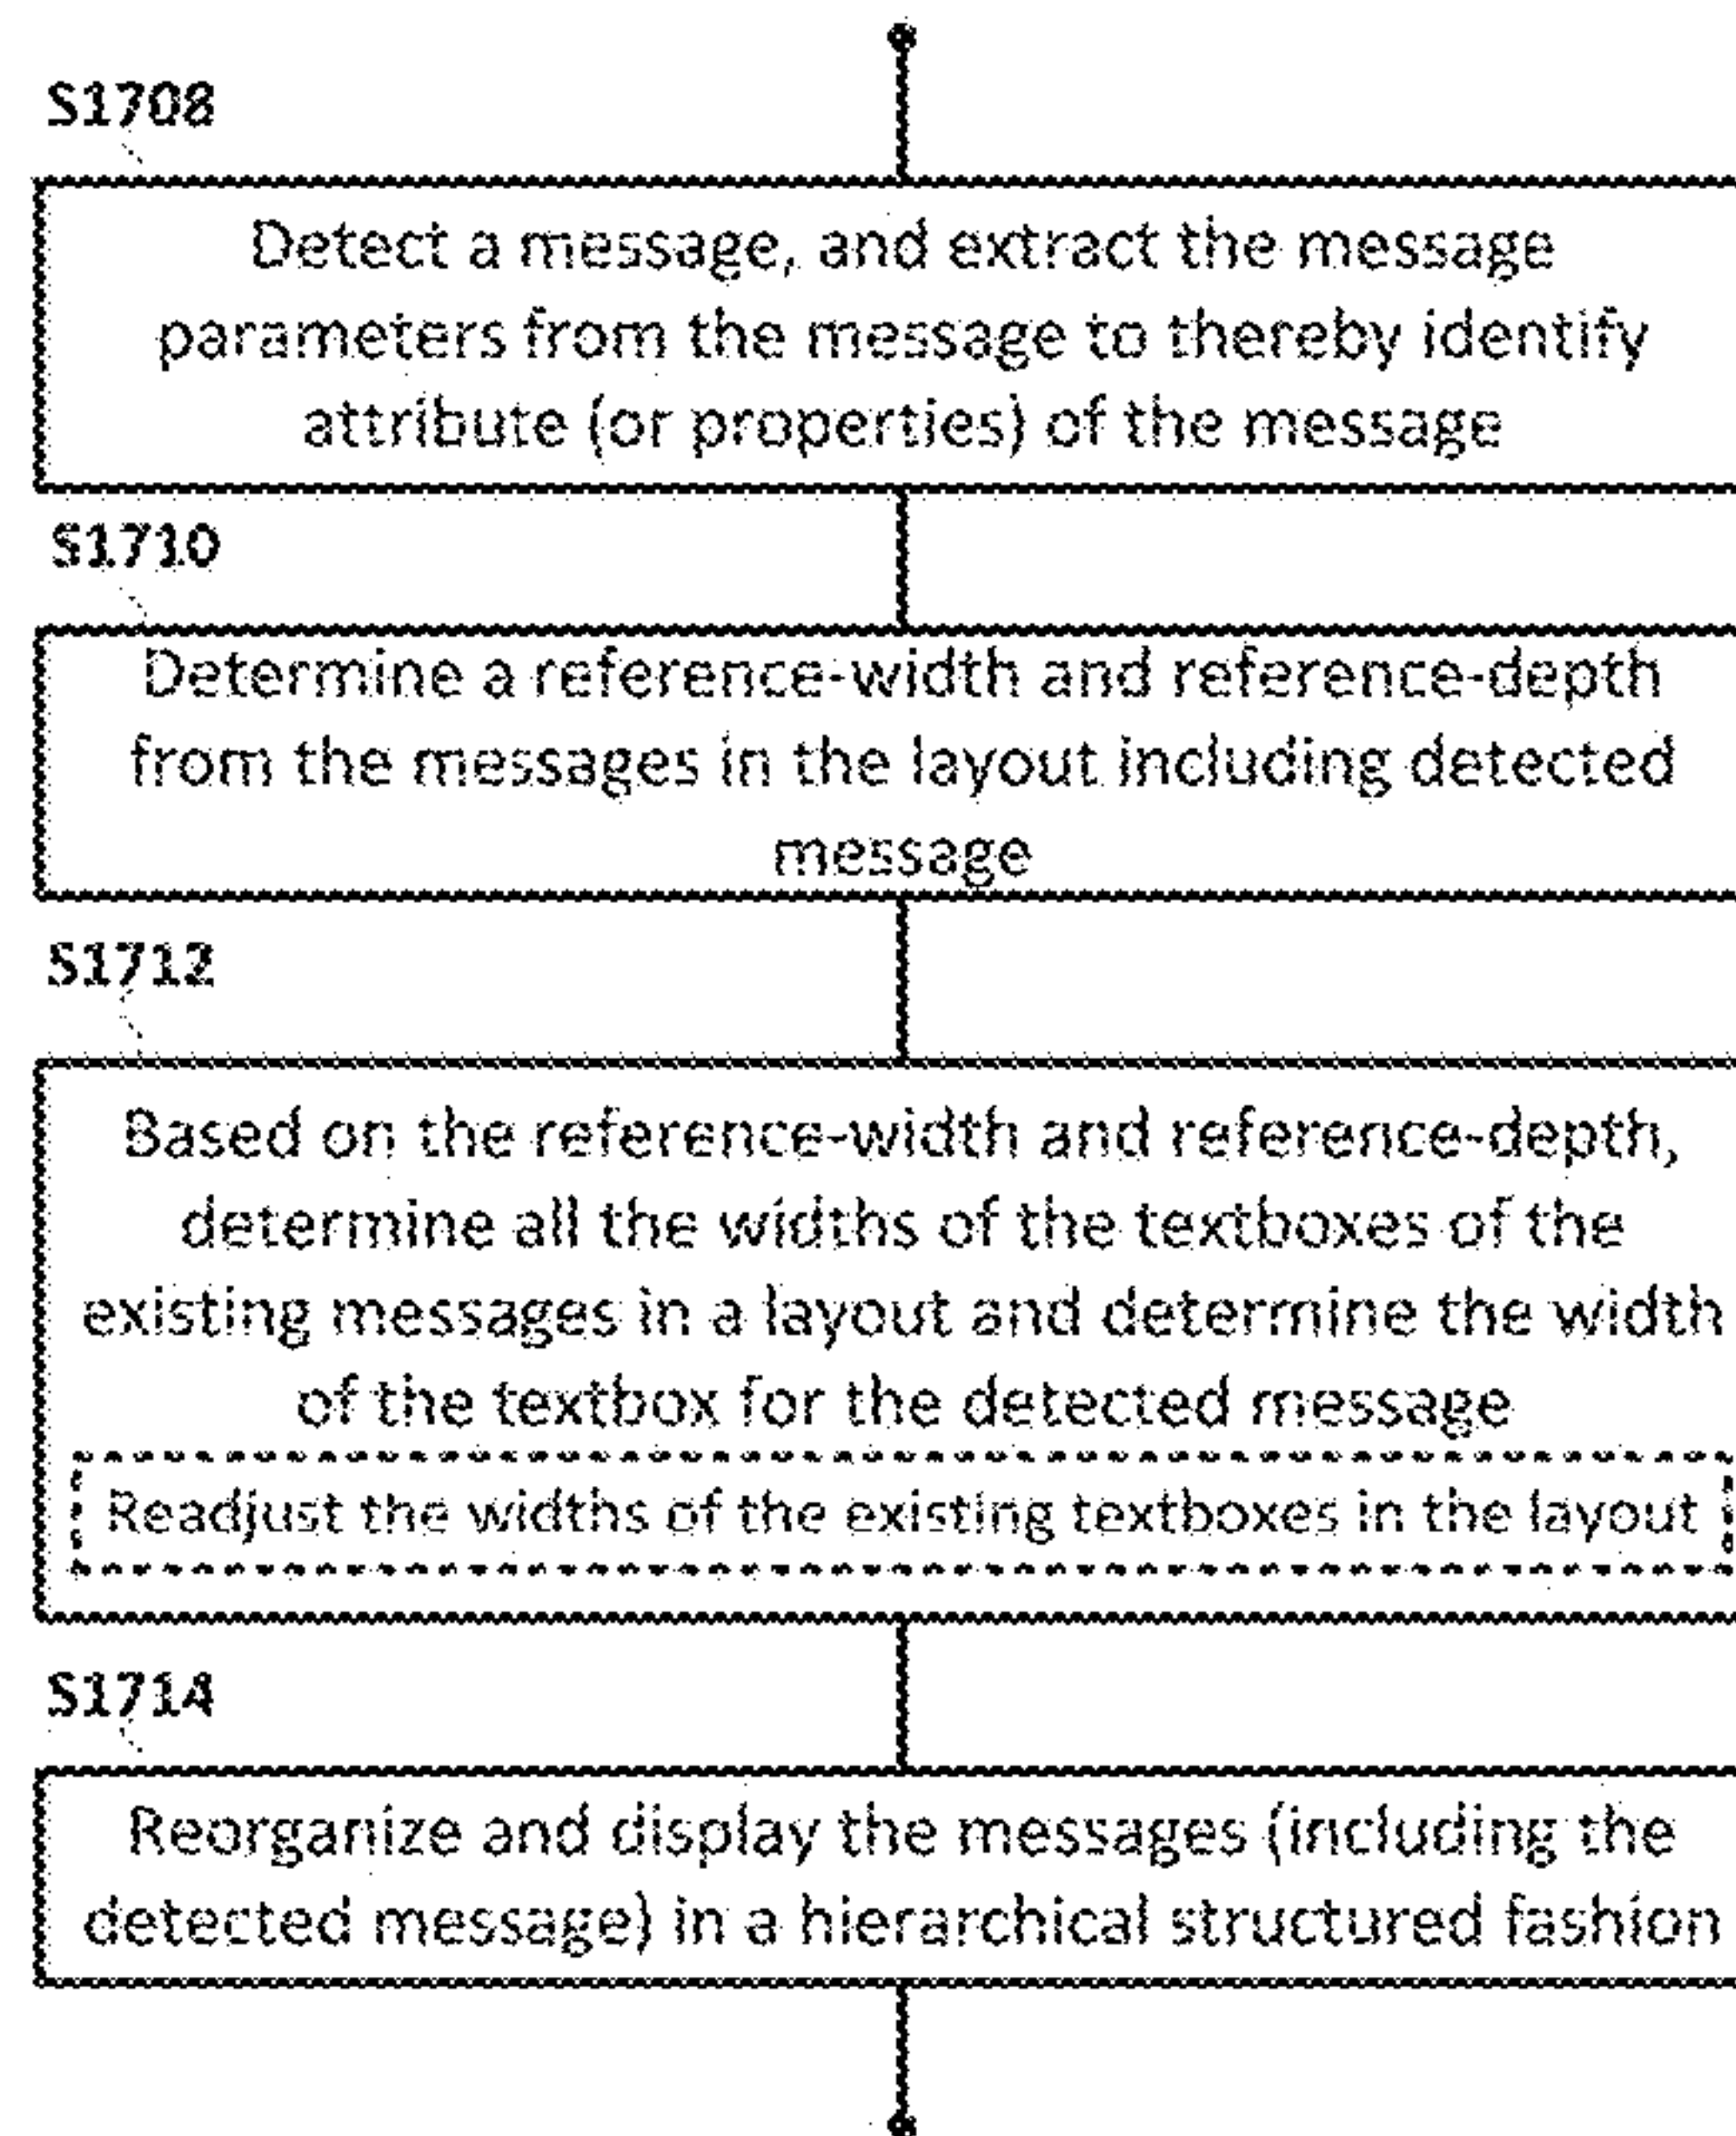 S1708
Detect a message, and extract the message
parameters from the message to thereby identify
attribute (or properties) of the message
S1710
Determine a reference-width and reference-depth
from the messages in the layout including detected
message
S1712
Based on the reference-width and reference-depth,
determine all the widths of the textboxes of the
existing messages in a layout and determine the width
of the textbox for the detected message
Readjust the widths of the existing textboxes in the layout
S1714
Reorganize and display the messages (including the
detected message) in a hierarchical structured fashion